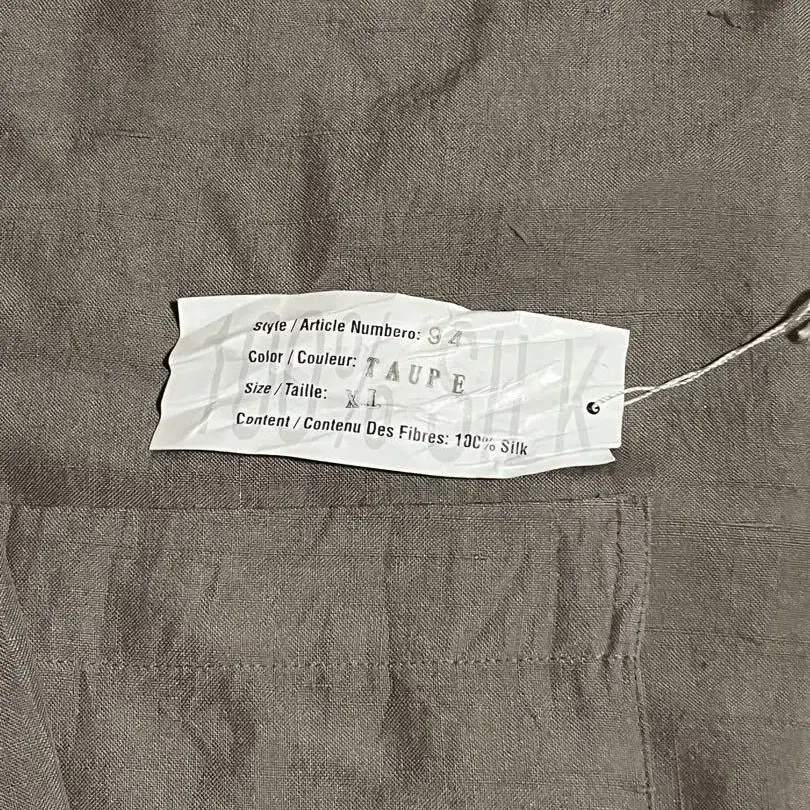 Style / Article Numbero: 94
Color / Couleur: TAUPE
Size / Taille: XL
Content / Contenu Des Fibres: 100% Silk
100% SILK